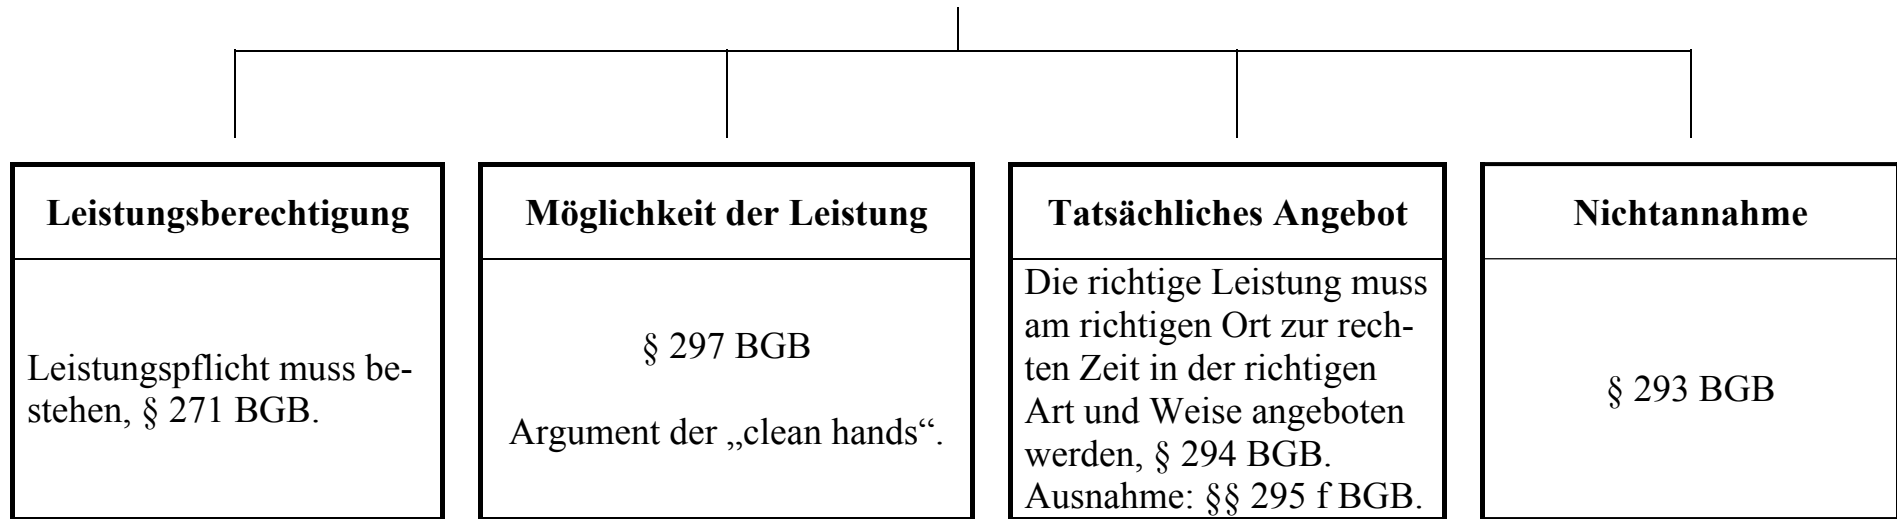 Leistungsberechtigung
Leistungspflicht muss be-
stehen, § 271 BGB.
Möglichkeit der Leistung
§ 297 BGB
Argument der „clean hands“.
Tatsächliches Angebot
Die richtige Leistung muss
am richtigen Ort zur rech-
ten Zeit in der richtigen
Art und Weise angeboten
werden, § 294 BGB.
Ausnahme: §§ 295 f BGB.
Nichtannahme
§ 293 BGB